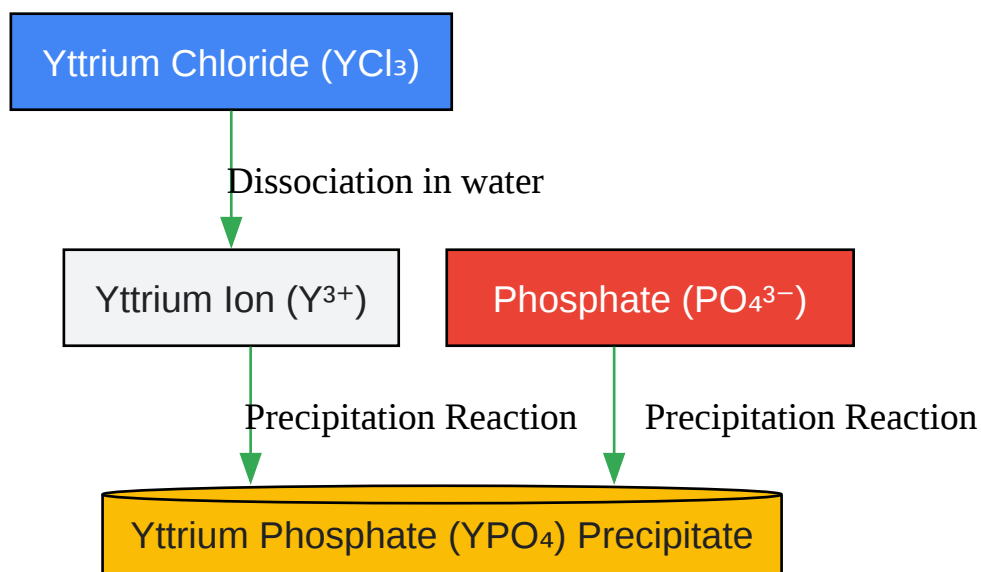 Yttrium Chloride (YCl₃)
Dissociation in water
Yttrium Ion (Y³⁺)
Phosphate (PO₄³⁻)
Precipitation Reaction
Precipitation Reaction
Yttrium Phosphate (YPO₄) Precipitate